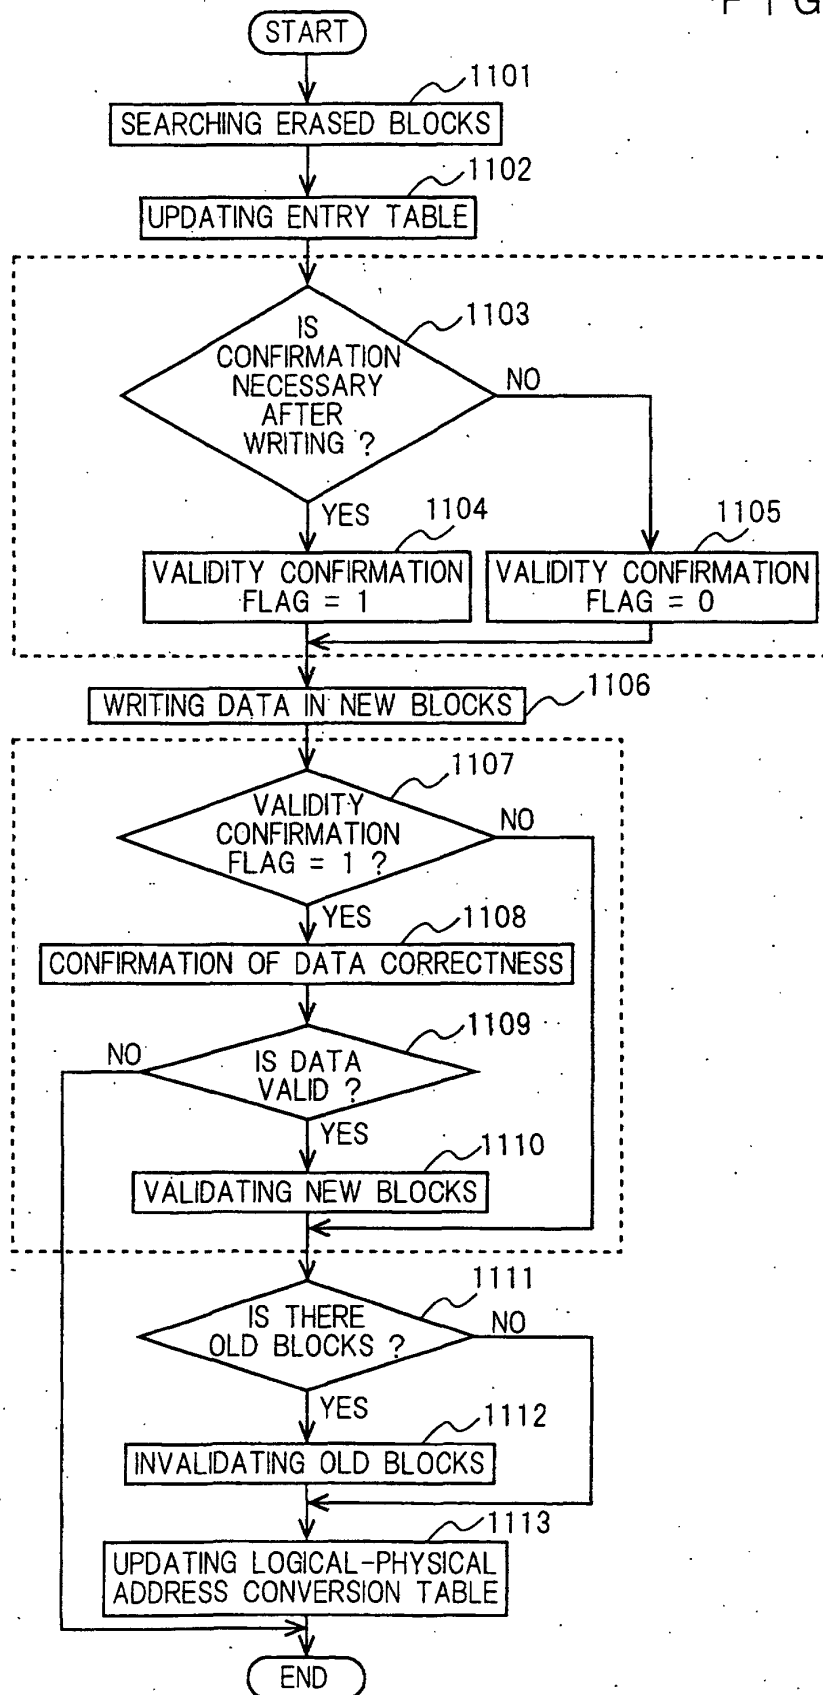 FIG
START
1101
SEARCHING ERASED BLOCKS
1102
UPDATING ENTRY TABLE
1103
IS
CONFIRMATION
NECESSARY
AFTER
WRITING ?
NO
YES
1104
1105
VALIDITY CONFIRMATION
FLAG = 1
VALIDITY CONFIRMATION
FLAG = 0
WRITING DATA IN NEW BLOCKS
1106
1107
VALIDITY
CONFIRMATION
FLAG = 1 ?
NO
YES
1108
CONFIRMATION OF DATA CORRECTNESS
1109
NO
IS DATA
VALID ?
YES
1110
VALIDATING NEW BLOCKS
1111
IS THERE
OLD BLOCKS ?
NO
YES
1112
INVALIDATING OLD BLOCKS
1113
UPDATING LOGICAL-PHYSICAL
ADDRESS CONVERSION TABLE
END